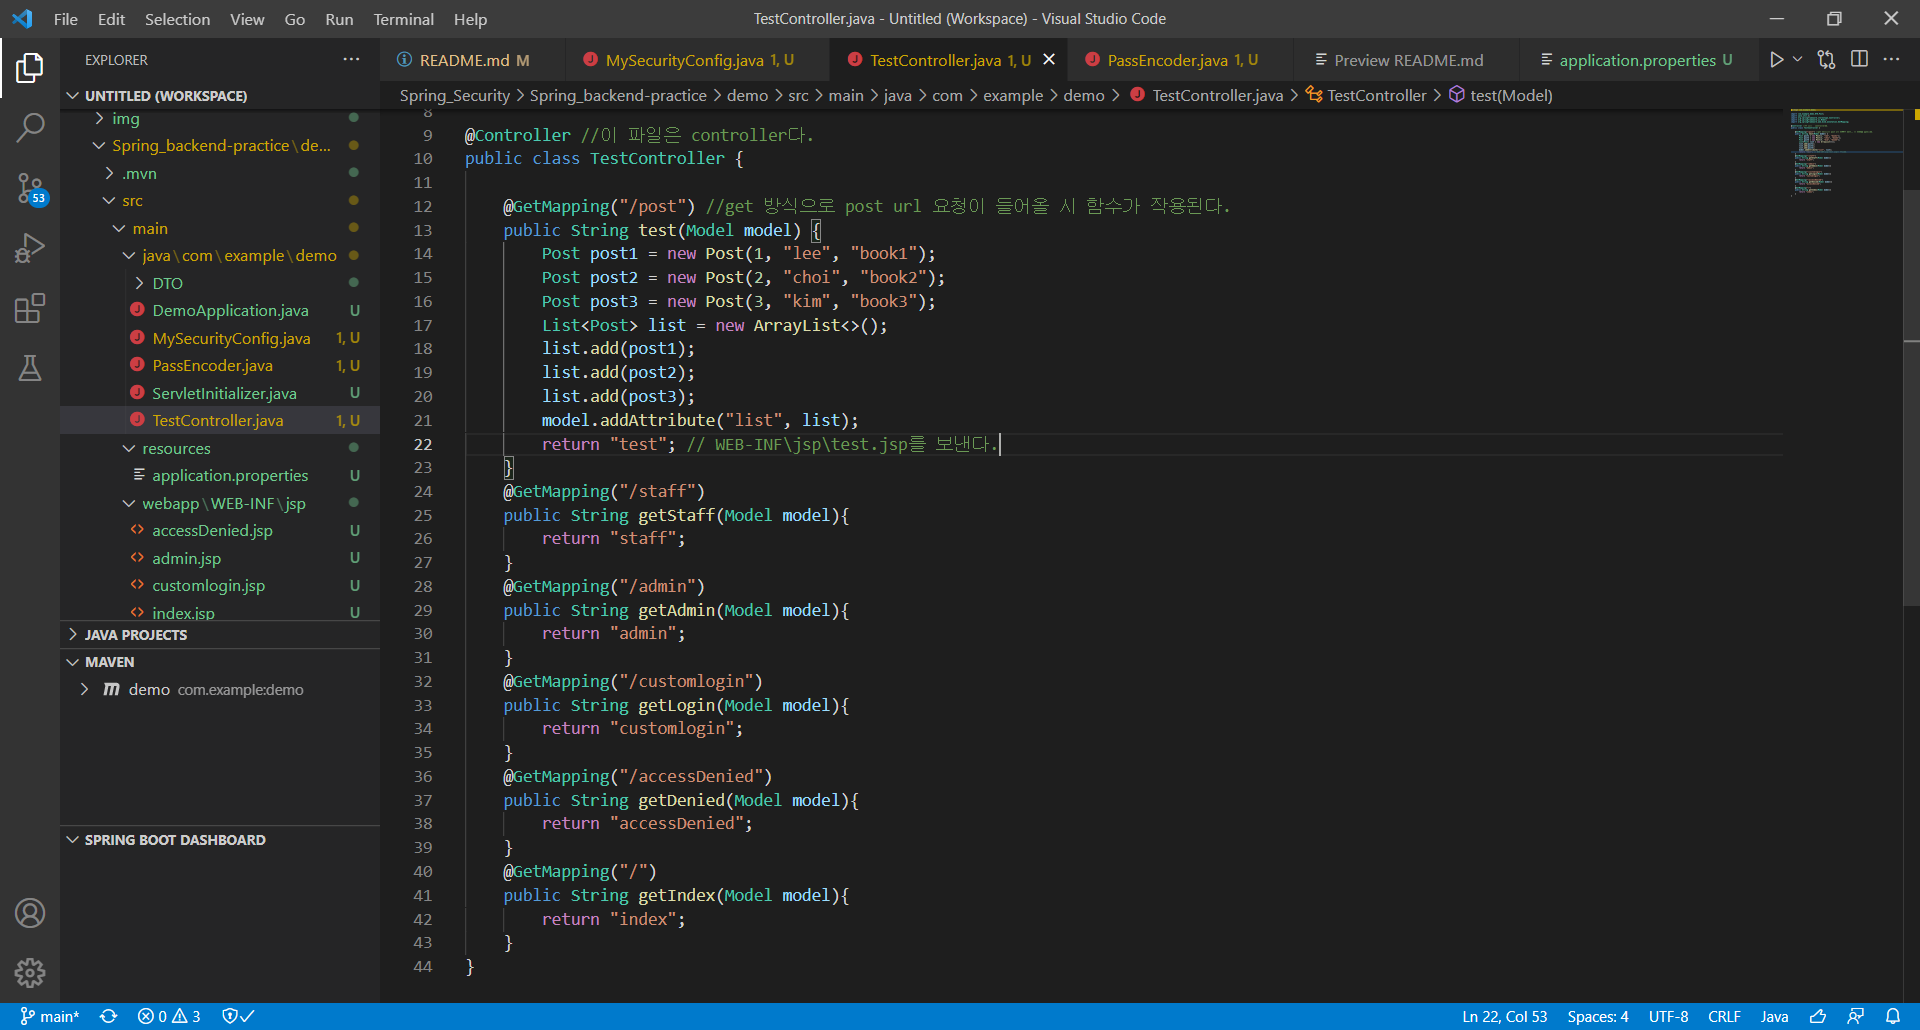 File Edit Selection View Go Run Terminal Help
TestController.java - Untitled (Workspace) - Visual Studio Code
EXPLORER
UNTITLED (WORKSPACE)
img
Spring_backend-practice\de...
.mvn
src
main
java\com\example\demo
DTO
DemoApplication.java U
MySecurityConfig.java 1, U
PassEncoder.java 1, U
ServletInitializer.java U
TestController.java 1, U
resources
application.properties U
webapp\WEB-INF\jsp
accessDenied.jsp U
admin.jsp U
customlogin.jsp U
index.jsp U
JAVA PROJECTS
MAVEN
demo com.example:demo
SPRING BOOT DASHBOARD
53
README.md M
MySecurityConfig.java 1, U
TestController.java 1, U
PassEncoder.java 1, U
Preview README.md
application.properties U
Spring_Security > Spring_backend-practice > demo > src > main > java > com > example > demo > TestController.java > TestController > test(Model)
8
9 @Controller //이 파일은 controller다.
10 public class TestController {
11
12 @GetMapping("/post") //get 방식으로 post url 요청이 들어올 시 함수가 작용된다.
13 public String test(Model model) {
14 Post post1 = new Post(1, "lee", "book1");
15 Post post2 = new Post(2, "choi", "book2");
16 Post post3 = new Post(3, "kim", "book3");
17 List<Post> list = new ArrayList<>();
18 list.add(post1);
19 list.add(post2);
20 list.add(post3);
21 model.addAttribute("list", list);
22 return "test"; // WEB-INF\jsp\test.jsp를 보낸다.
23 }
24 @GetMapping("/staff")
25 public String getStaff(Model model){
26 return "staff";
27 }
28 @GetMapping("/admin")
29 public String getAdmin(Model model){
30 return "admin";
31 }
32 @GetMapping("/customlogin")
33 public String getLogin(Model model){
34 return "customlogin";
35 }
36 @GetMapping("/accessDenied")
37 public String getDenied(Model model){
38 return "accessDenied";
39 }
40 @GetMapping("/")
41 public String getIndex(Model model){
42 return "index";
43 }
44 }
main* 0 3
Ln 22, Col 53 Spaces: 4 UTF-8 CRLF Java